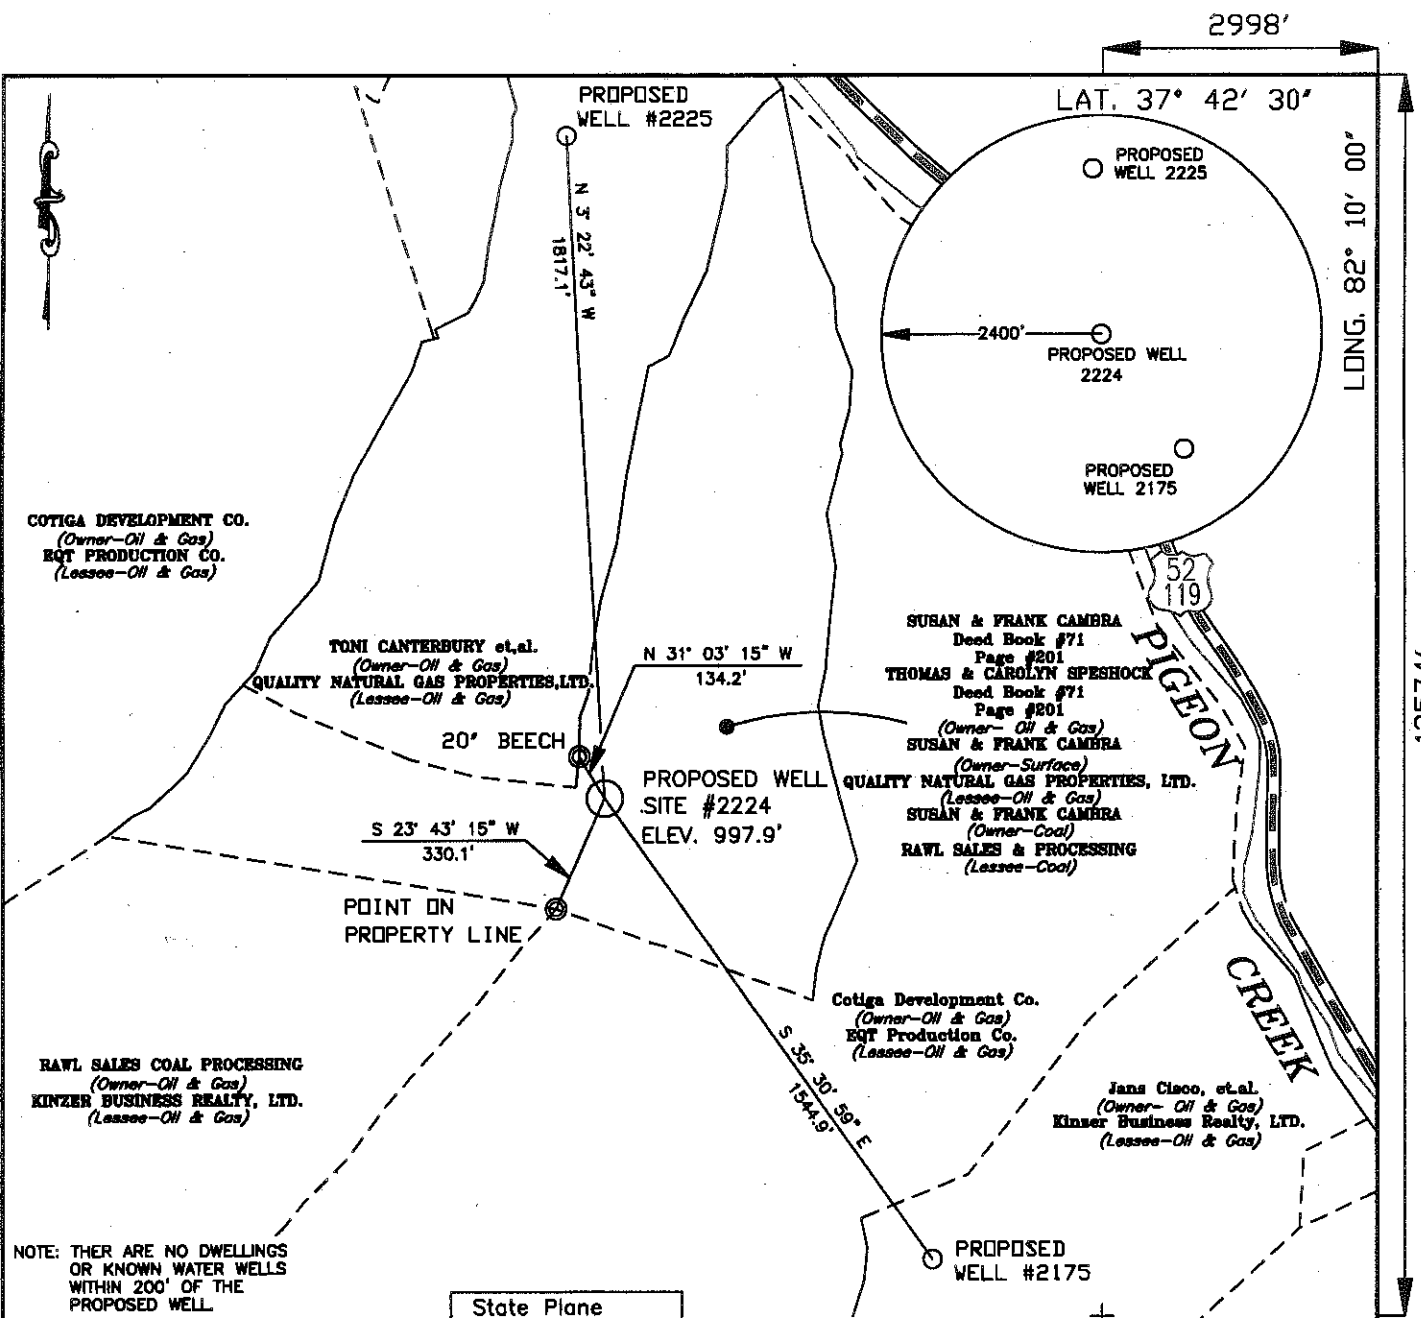 2998'
LAT. 37° 42' 30"
LONG. 82° 10' 00"
PROPOSED
WELL #2225
N 3° 22' 43" W
1817.1'
PROPOSED
WELL 2225
2400'
PROPOSED WELL
2224
PROPOSED
WELL 2175
COTIGA DEVELOPMENT CO.
(Owner-Oil & Gas)
EQT PRODUCTION CO.
(Lessee-Oil & Gas)
52
119
TONI CANTERBURY et,al.
(Owner-Oil & Gas)
QUALITY NATURAL GAS PROPERTIES,LTD.
(Lessee-Oil & Gas)
N 31° 03' 15" W
134.2'
SUSAN & FRANK CAMBRA
Deed Book #71
Page #201
THOMAS & CAROLYN SPESHOCK
Deed Book #71
Page #201
(Owner- Oil & Gas)
SUSAN & FRANK CAMBRA
(Owner-Surface)
QUALITY NATURAL GAS PROPERTIES, LTD.
(Lessee-Oil & Gas)
SUSAN & FRANK CAMBRA
(Owner-Coal)
RAWL SALES & PROCESSING
(Lessee-Coal)
PIGEON
CREEK
20" BEECH
PROPOSED WELL
SITE #2224
ELEV. 997.9'
S 23° 43' 15" W
330.1'
POINT ON
PROPERTY LINE
Cotiga Development Co.
(Owner-Oil & Gas)
EQT Production Co.
(Lessee-Oil & Gas)
S 35° 30' 59" E
1544.9'
RAWL SALES COAL PROCESSING
(Owner-Oil & Gas)
KINZER BUSINESS REALTY, LTD.
(Lessee-Oil & Gas)
Jans Cisco, et.al.
(Owner- Oil & Gas)
Kinzer Business Realty, LTD.
(Lessee-Oil & Gas)
PROPOSED
WELL #2175
NOTE: THER ARE NO DWELLINGS
OR KNOWN WATER WELLS
WITHIN 200' OF THE
PROPOSED WELL
State Plane